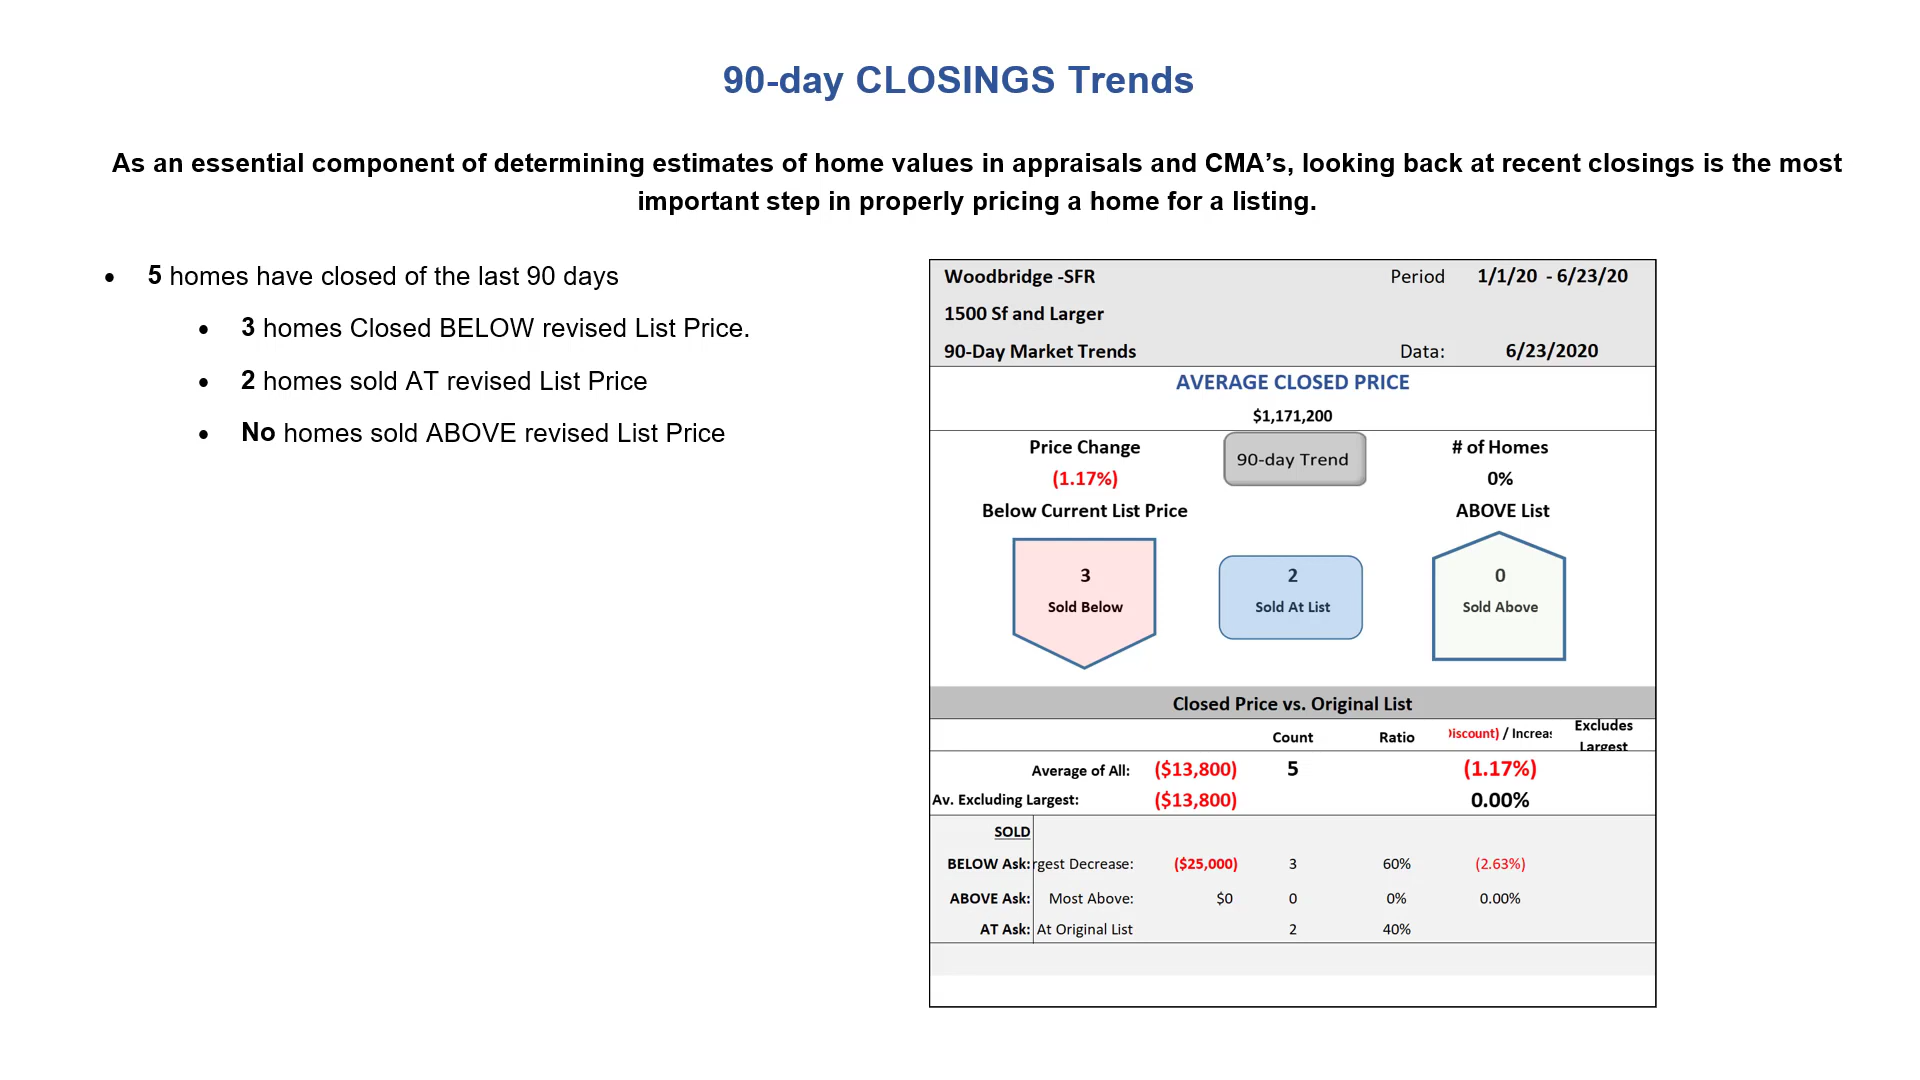 90-day CLOSINGS Trends
As an essential component of determining estimates of home values in appraisals and CMA’s, looking back at recent closings is the most
important step in properly pricing a home for a listing.
• 5 homes have closed of the last 90 days
• 3 homes Closed BELOW revised List Price.
• 2 homes sold AT revised List Price
• No homes sold ABOVE revised List Price
Woodbridge -SFR Period 1/1/20 - 6/23/20
1500 Sf and Larger
90-Day Market Trends Data: 6/23/2020
AVERAGE CLOSED PRICE
$1,171,200
Price Change 90-day Trend # of Homes
(1.17%) 0%
Below Current List Price ABOVE List
3 2 0
Sold Below Sold At List Sold Above
Closed Price vs. Original List
Count Ratio iscount) / Increa Excludes
Largest
Average of All: ($13,800) 5 (1.17%)
Av. Excluding Largest: ($13,800) 0.00%
SOLD
BELOW Ask: rgest Decrease: ($25,000) 3 60% (2.63%)
ABOVE Ask: Most Above: $0 0 0% 0.00%
AT Ask: At Original List 2 40%